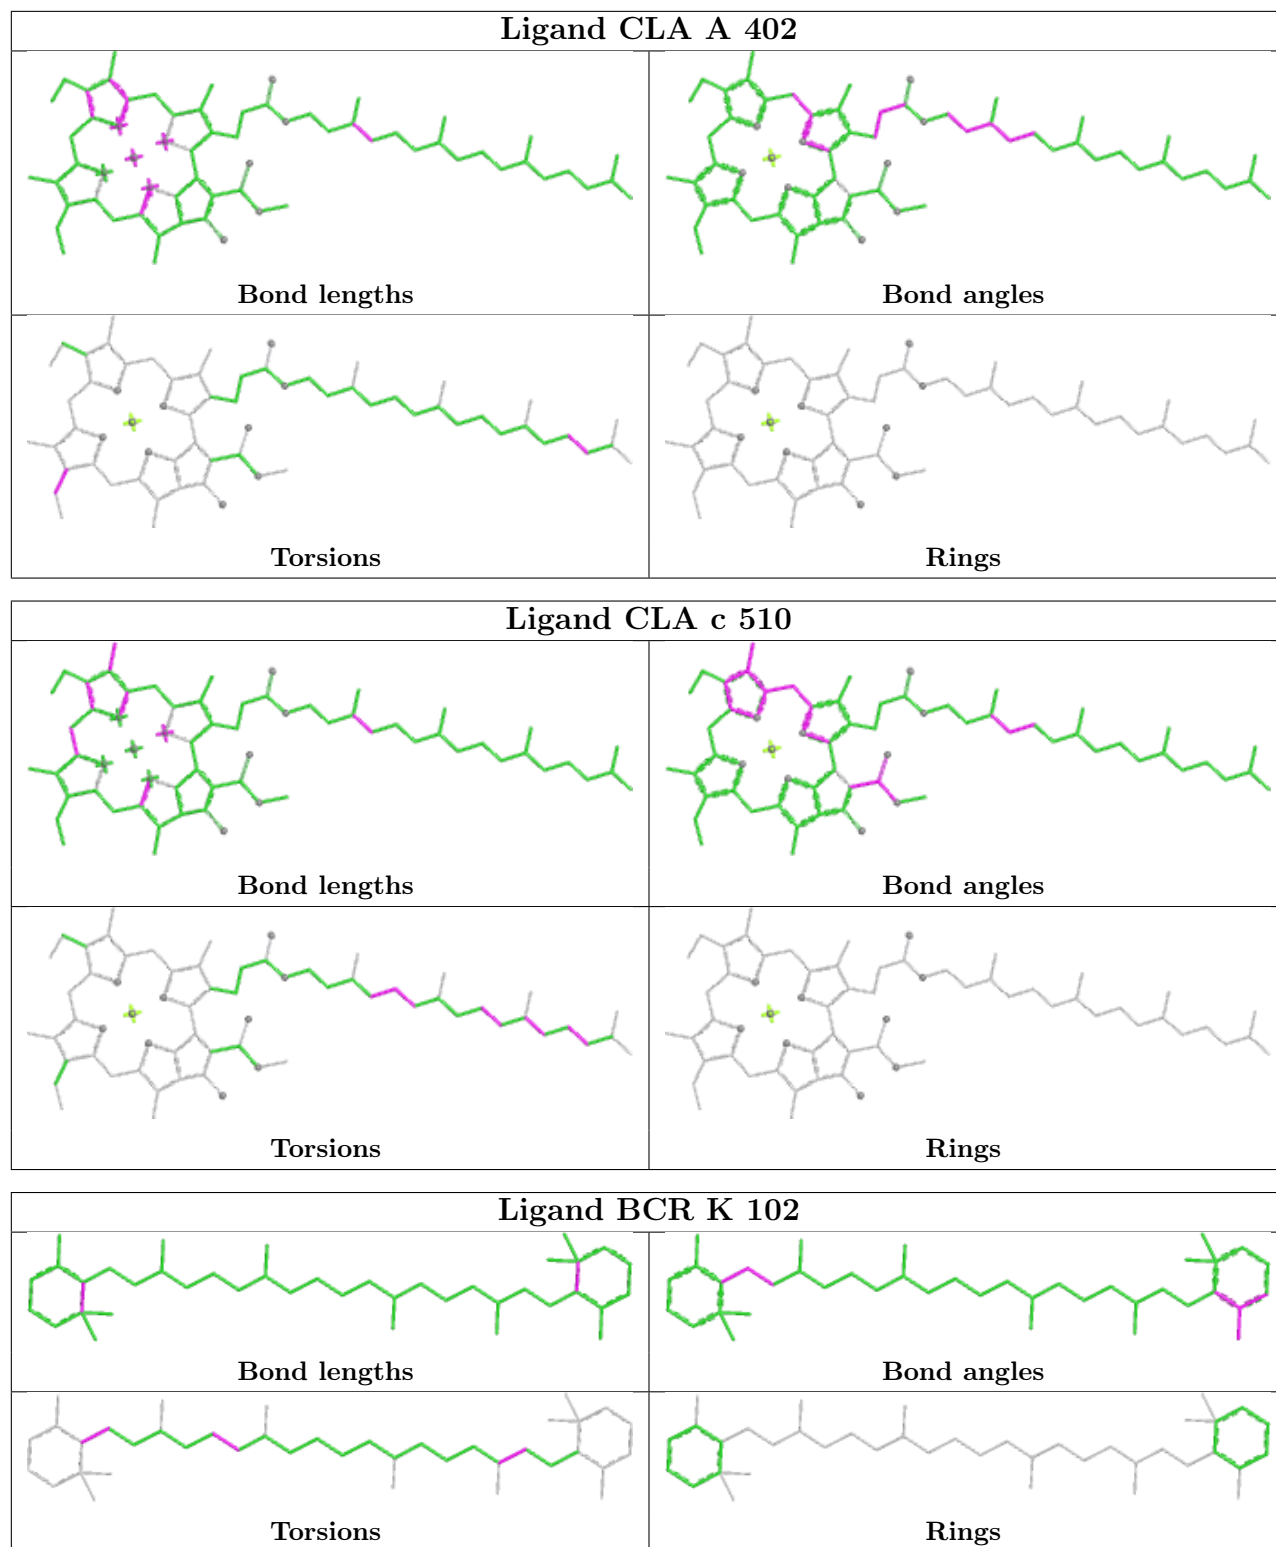 Ligand CLA A 402
Bond lengths
Bond angles
Torsions
Rings
Ligand CLA c 510
Bond lengths
Bond angles
Torsions
Rings
Ligand BCR K 102
Bond lengths
Bond angles
Torsions
Rings